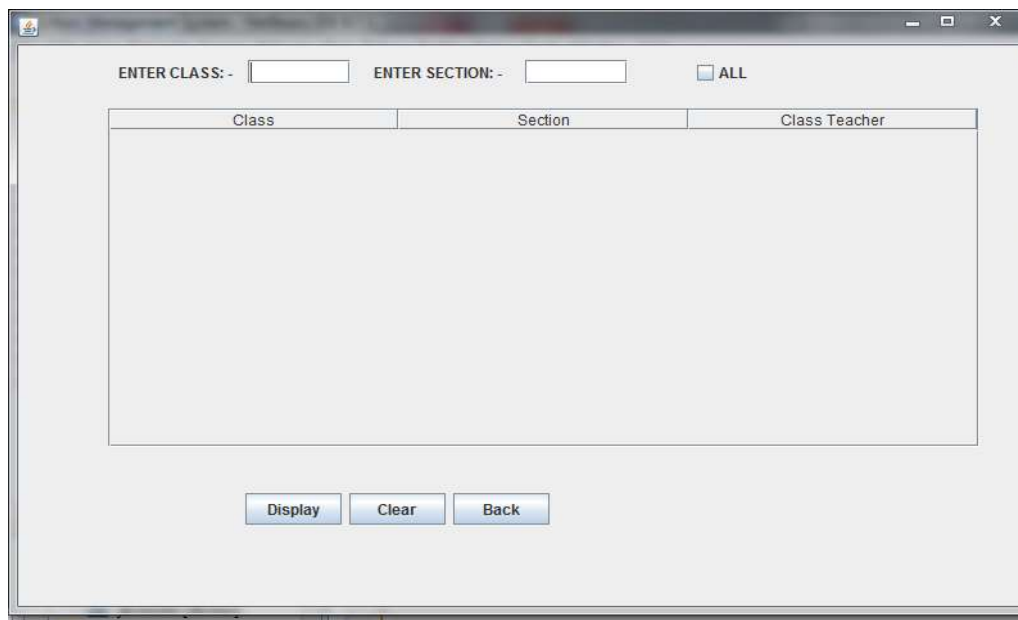 ENTER CLASS: - ENTER SECTION: - ALL
Class Section Class Teacher
Display Clear Back